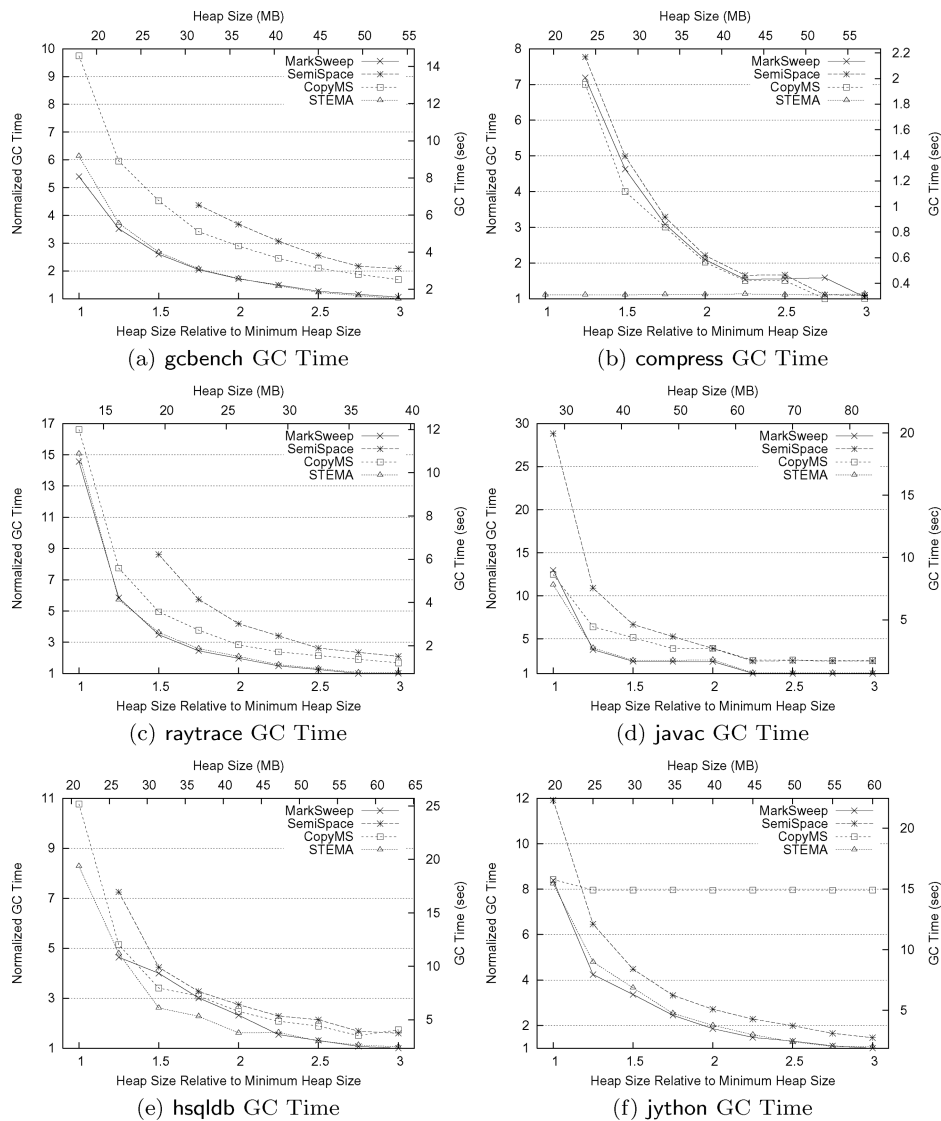 Heap Size (MB)
20 25 30 35 40 45 50 55
10 9 8 7 6 5 4 3 2 1
Normalized GC Time
MarkSweep
SemiSpace
CopyMS
STEMA
14 12 10 8 6 4 2
GC Time (sec)
1 1.5 2 2.5 3
Heap Size Relative to Minimum Heap Size
(a) gcbench GC Time
Heap Size (MB)
20 25 30 35 40 45 50 55
8 7 6 5 4 3 2 1
Normalized GC Time
MarkSweep
SemiSpace
CopyMS
STEMA
2.2 2 1.8 1.6 1.4 1.2 1 0.8 0.6 0.4
GC Time (sec)
1 1.5 2 2.5 3
Heap Size Relative to Minimum Heap Size
(b) compress GC Time
Heap Size (MB)
15 20 25 30 35 40
17 15 13 11 9 7 5 3 1
Normalized GC Time
MarkSweep
SemiSpace
CopyMS
STEMA
12 10 8 6 4 2
GC Time (sec)
1 1.5 2 2.5 3
Heap Size Relative to Minimum Heap Size
(c) raytrace GC Time
Heap Size (MB)
30 40 50 60 70 80
30 25 20 15 10 5 1
Normalized GC Time
MarkSweep
SemiSpace
CopyMS
STEMA
20 15 10 5
GC Time (sec)
1 1.5 2 2.5 3
Heap Size Relative to Minimum Heap Size
(d) javac GC Time
Heap Size (MB)
20 25 30 35 40 45 50 55 60 65
11 9 7 5 3 1
Normalized GC Time
MarkSweep
SemiSpace
CopyMS
STEMA
25 20 15 10 5
GC Time (sec)
1 1.5 2 2.5 3
Heap Size Relative to Minimum Heap Size
(e) hsqldb GC Time
Heap Size (MB)
20 25 30 35 40 45 50 55 60
12 10 8 6 4 2 1
Normalized GC Time
MarkSweep
SemiSpace
CopyMS
STEMA
20 15 10 5
GC Time (sec)
1 1.5 2 2.5 3
Heap Size Relative to Minimum Heap Size
(f) jython GC Time